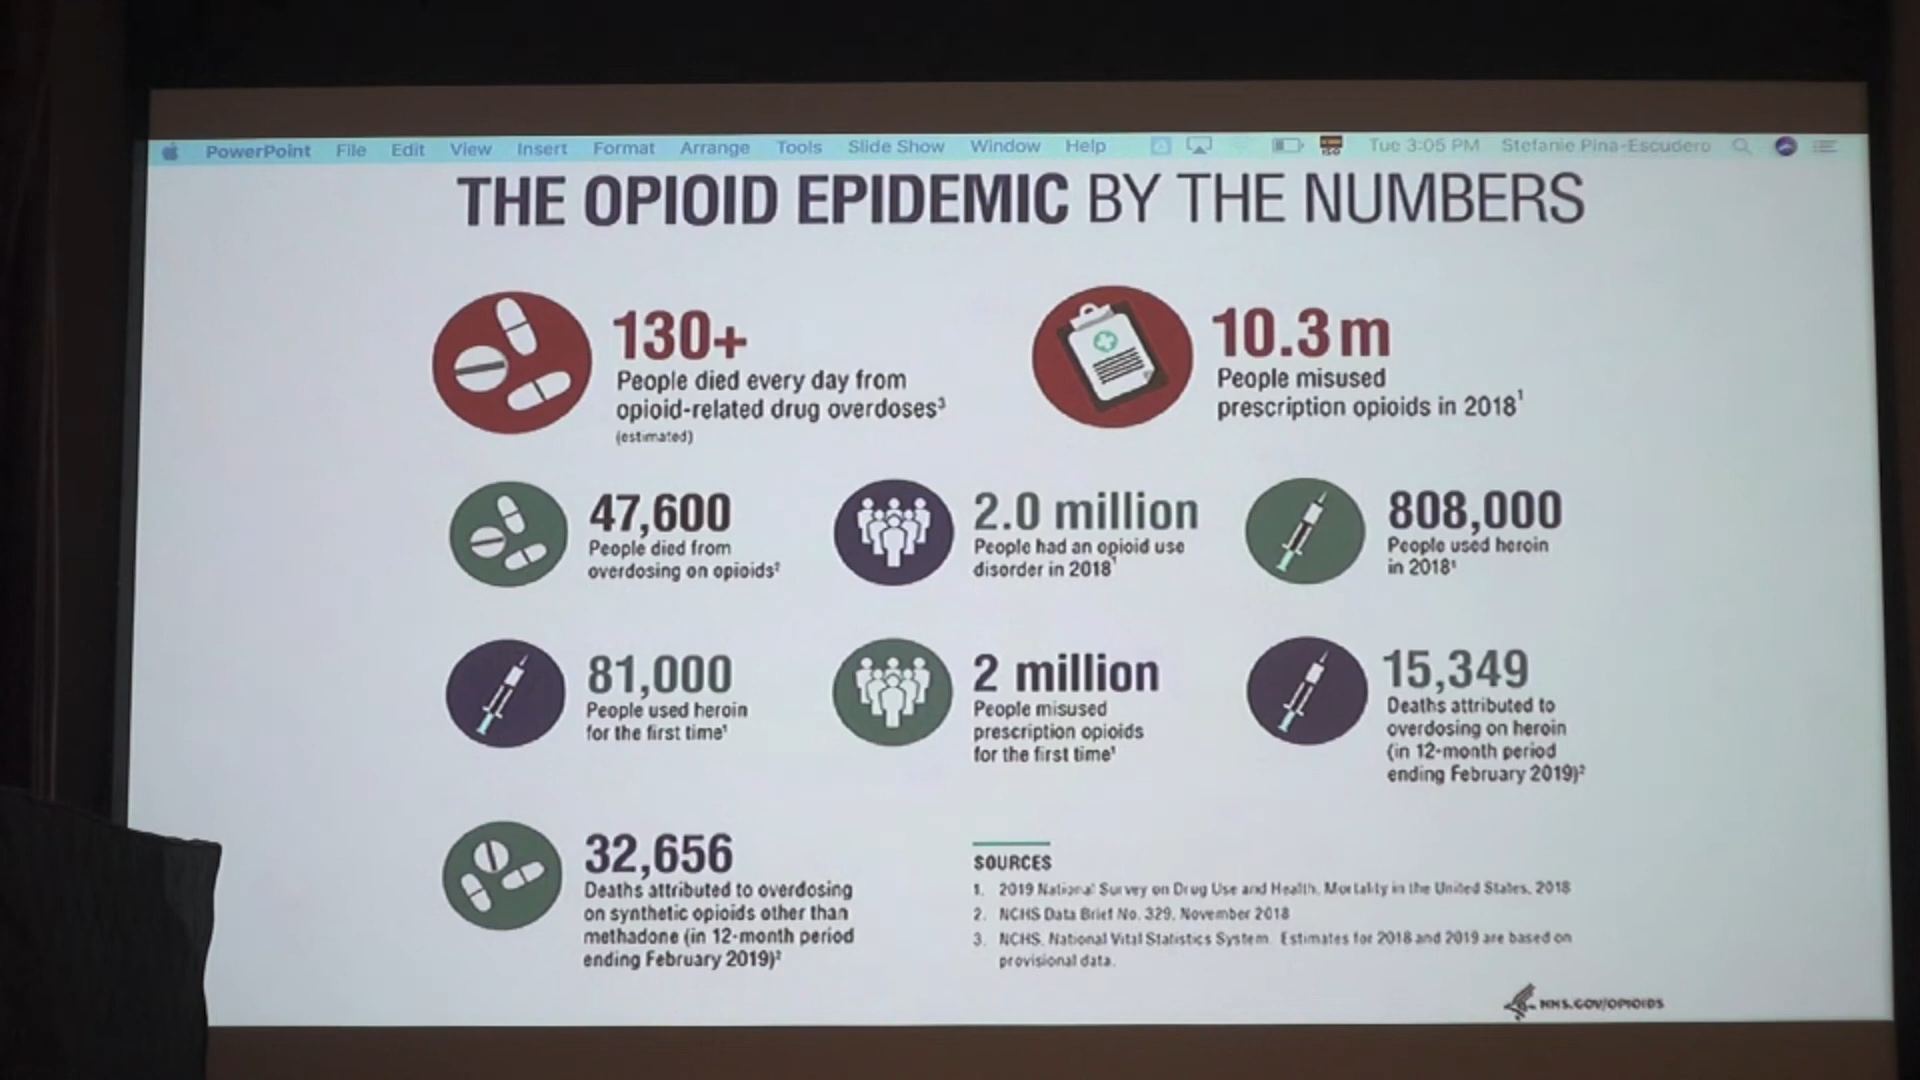 PowerPoint File Edit View Insert Format Arrange Tools Slide Show Window Help Tue 3:05 PM Stefanie Pina-Escudero
THE OPIOID EPIDEMIC BY THE NUMBERS
130+
People died every day from
opioid-related drug overdoses³
(estimated)
10.3 m
People misused
prescription opioids in 2018¹
47,600
People died from
overdosing on opioids²
2.0 million
People had an opioid use
disorder in 2018¹
808,000
People used heroin
in 2018¹
81,000
People used heroin
for the first time¹
2 million
People misused
prescription opioids
for the first time¹
15,349
Deaths attributed to
overdosing on heroin
(in 12-month period
ending February 2019)²
32,656
Deaths attributed to overdosing
on synthetic opioids other than
methadone (in 12-month period
ending February 2019)²
SOURCES
1. 2019 National Survey on Drug Use and Health, Mortality in the United States, 2018
2. NCHS Data Brief No. 329, November 2018
3. NCHS, National Vital Statistics System. Estimates for 2018 and 2019 are based on
provisional data.
HHS.GOV/OPIOIDS